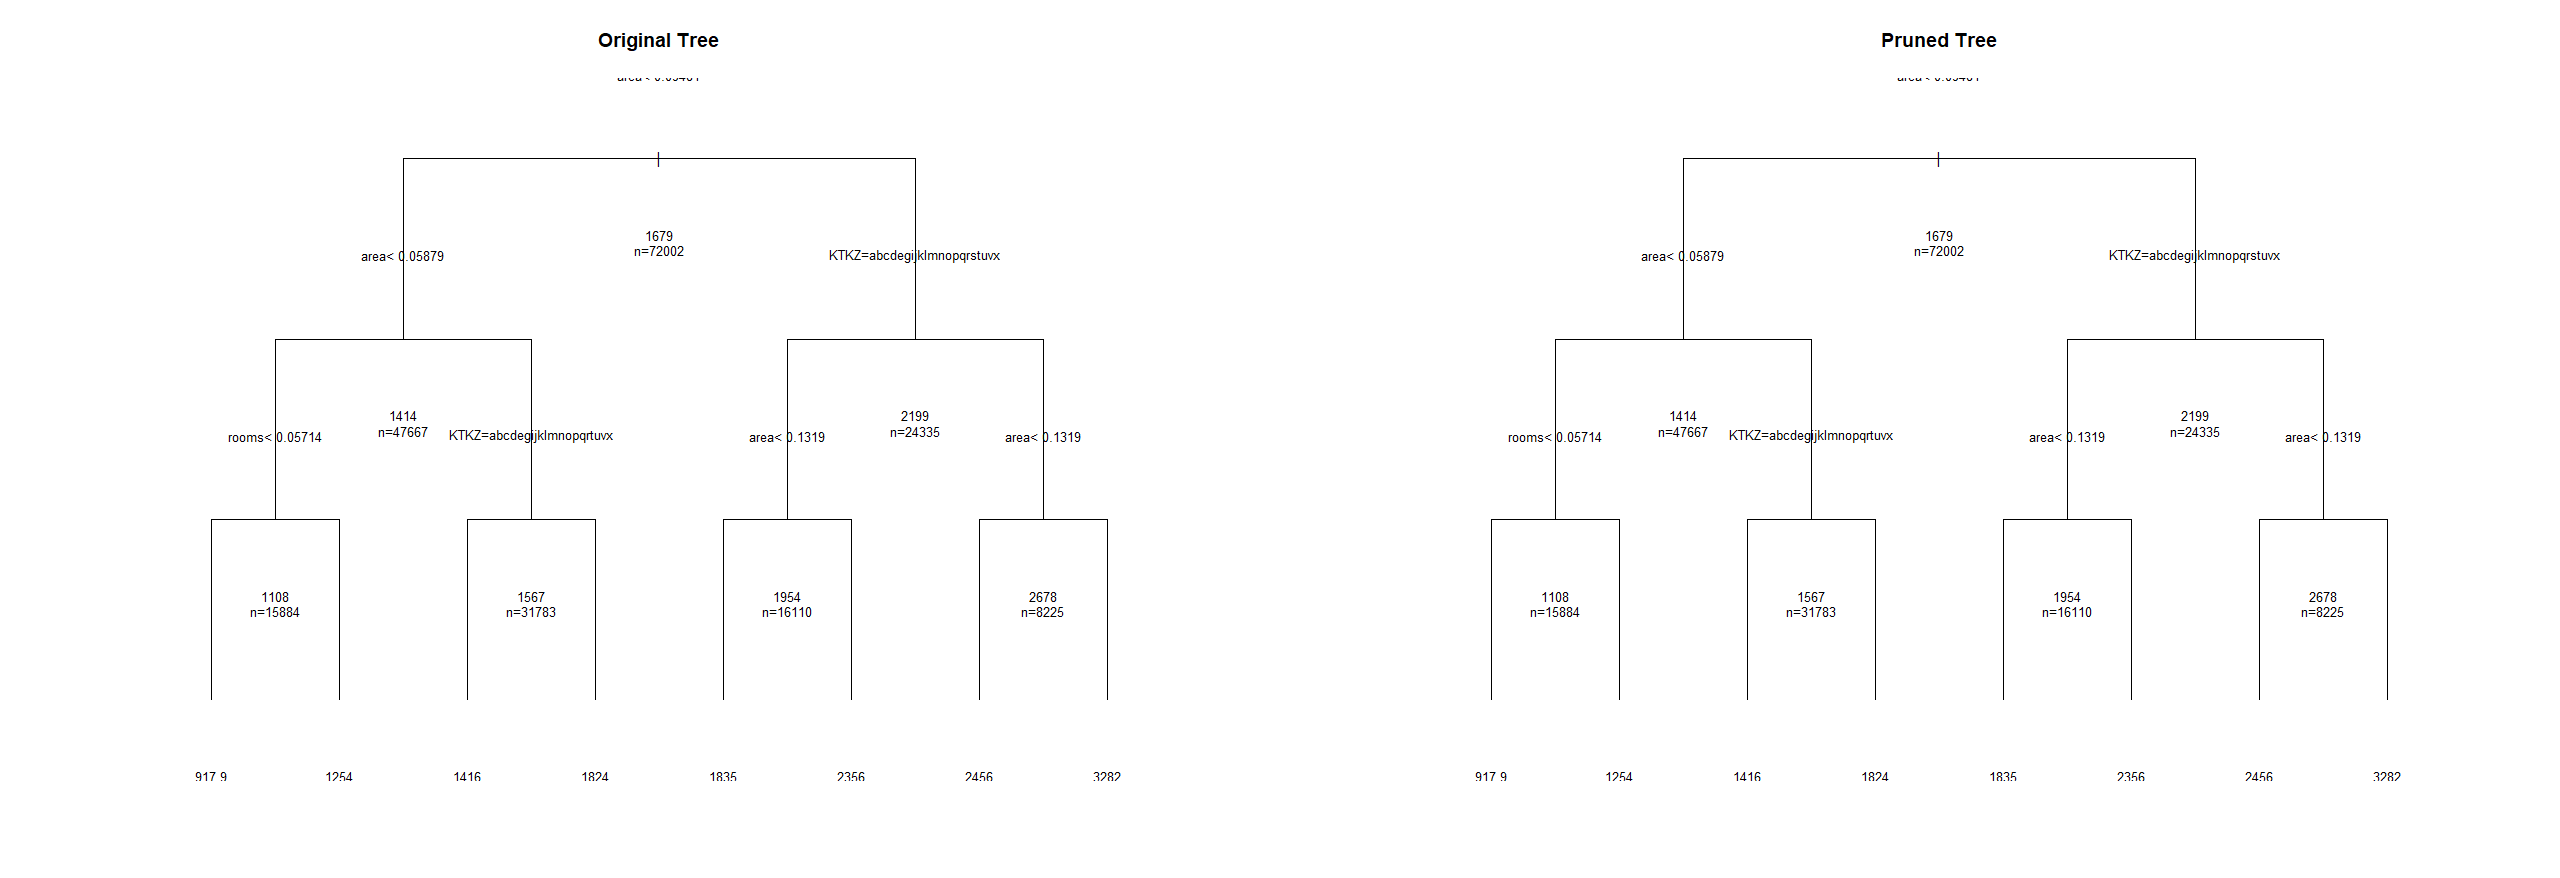 Original Tree
1679
n=72002
area< 0.05879
KTKZ=abcdegijklmnopqrstuvx
1414
n=47667
2199
n=24335
rooms< 0.05714
KTKZ=abcdegijklmnopqrtuvx
area< 0.1319
area< 0.1319
1108
n=15884
1567
n=31783
1954
n=16110
2678
n=8225
917.9
1254
1416
1824
1835
2356
2456
3282
Pruned Tree
1679
n=72002
area< 0.05879
KTKZ=abcdegijklmnopqrstuvx
1414
n=47667
2199
n=24335
rooms< 0.05714
KTKZ=abcdegijklmnopqrtuvx
area< 0.1319
area< 0.1319
1108
n=15884
1567
n=31783
1954
n=16110
2678
n=8225
917.9
1254
1416
1824
1835
2356
2456
3282